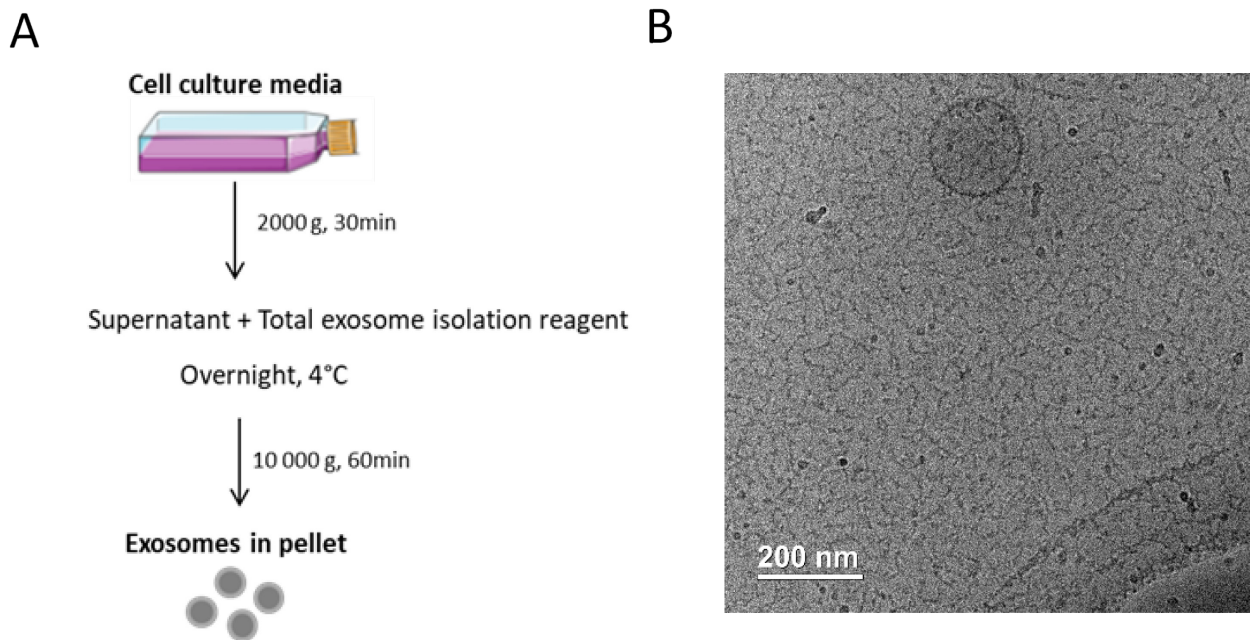 A
B
Cell culture media
2000 g, 30min
Supernatant + Total exosome isolation reagent
Overnight, 4°C
10 000 g, 60min
Exosomes in pellet
200 nm